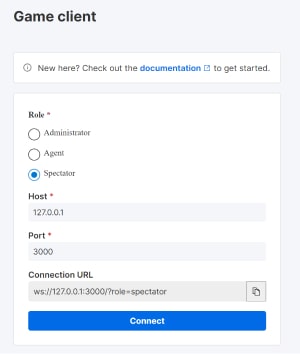 Game client
New here? Check out the documentation to get started.
Role *
Administrator
Agent
Spectator
Host *
127.0.0.1
Port *
3000
Connection URL
ws://127.0.0.1:3000/?role=spectator
Connect